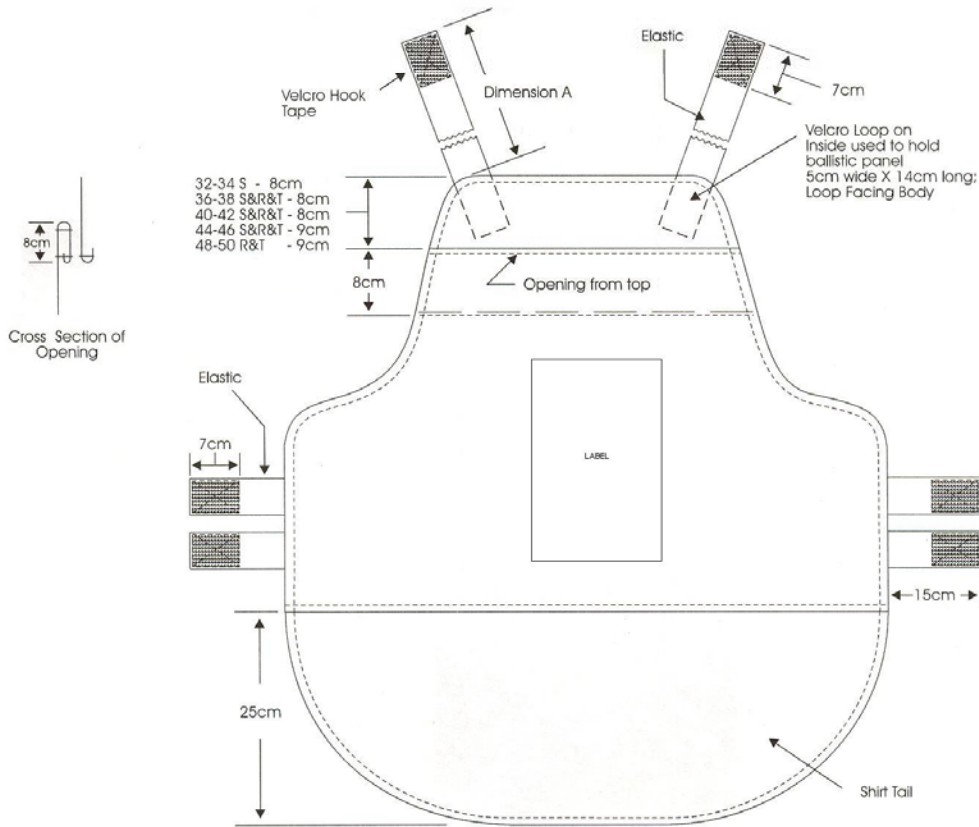 Elastic
Velcro Hook
Tape
Dimension A
7cm
Velcro Loop on
Inside used to hold
ballistic panel
5cm wide X 14cm long;
Loop Facing Body
32-34 S - 8cm
36-38 S&R&T - 8cm
40-42 S&R&T - 8cm
44-46 S&R&T - 9cm
48-50 R&T - 9cm
8cm
Cross Section of
Opening
8cm
Opening from top
Elastic
7cm
LABEL
15cm
25cm
Shirt Tail